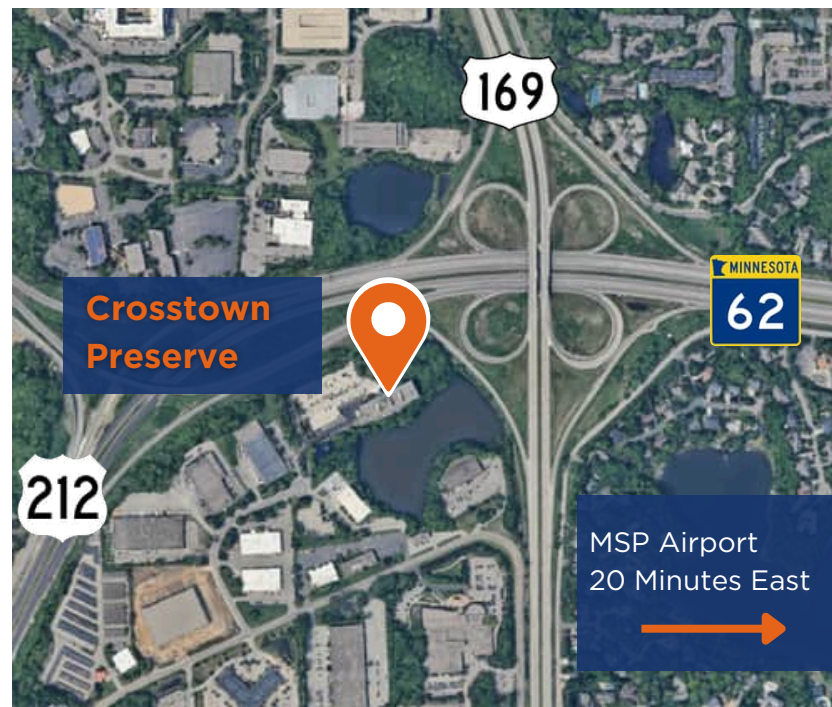 169
MINNESOTA
62
Crosstown
Preserve
212
MSP Airport
20 Minutes East